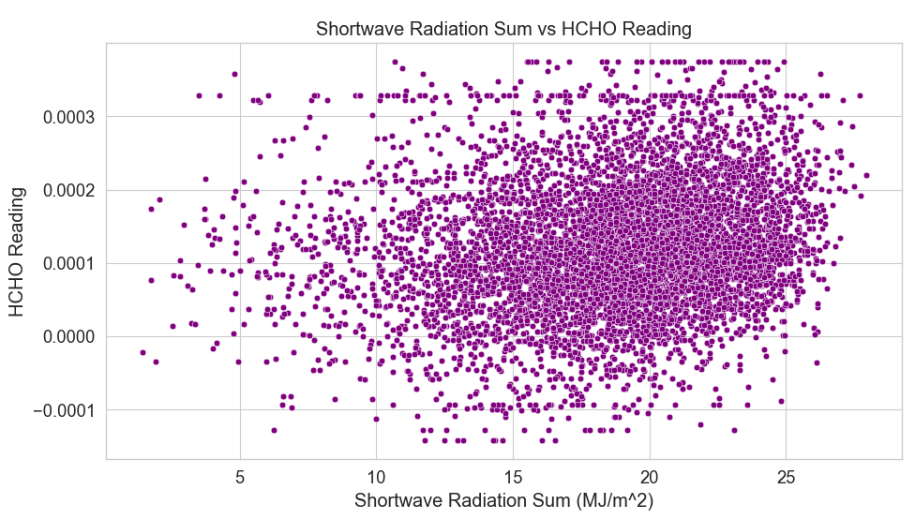 Shortwave Radiation Sum vs HCHO Reading
0.0003
0.0002
0.0001
0.0000
−0.0001
HCHO Reading
5 10 15 20 25
Shortwave Radiation Sum (MJ/m^2)